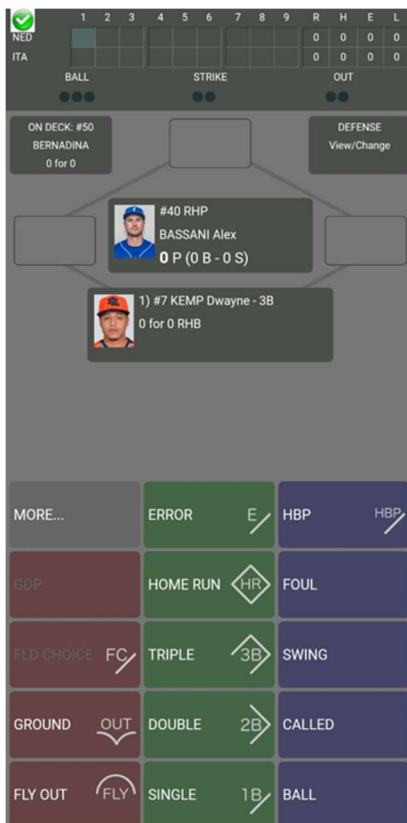 1 2 3 4 5 6 7 8 9 R H E L
NED 0 0 0 0
ITA 0 0 0 0
BALL STRIKE OUT
ON DECK: #50
BERNADINA
0 for 0
DEFENSE
View/Change
#40 RHP
BASSANI Alex
0 P (0 B - 0 S)
1) #7 KEMP Dwayne - 3B
0 for 0 RHB
MORE... ERROR E HBP HBP
GDP HOME RUN HR FOUL
FLD CHOICE FC TRIPLE 3B SWING
GROUND OUT DOUBLE 2B CALLED
FLY OUT FLY SINGLE 1B BALL